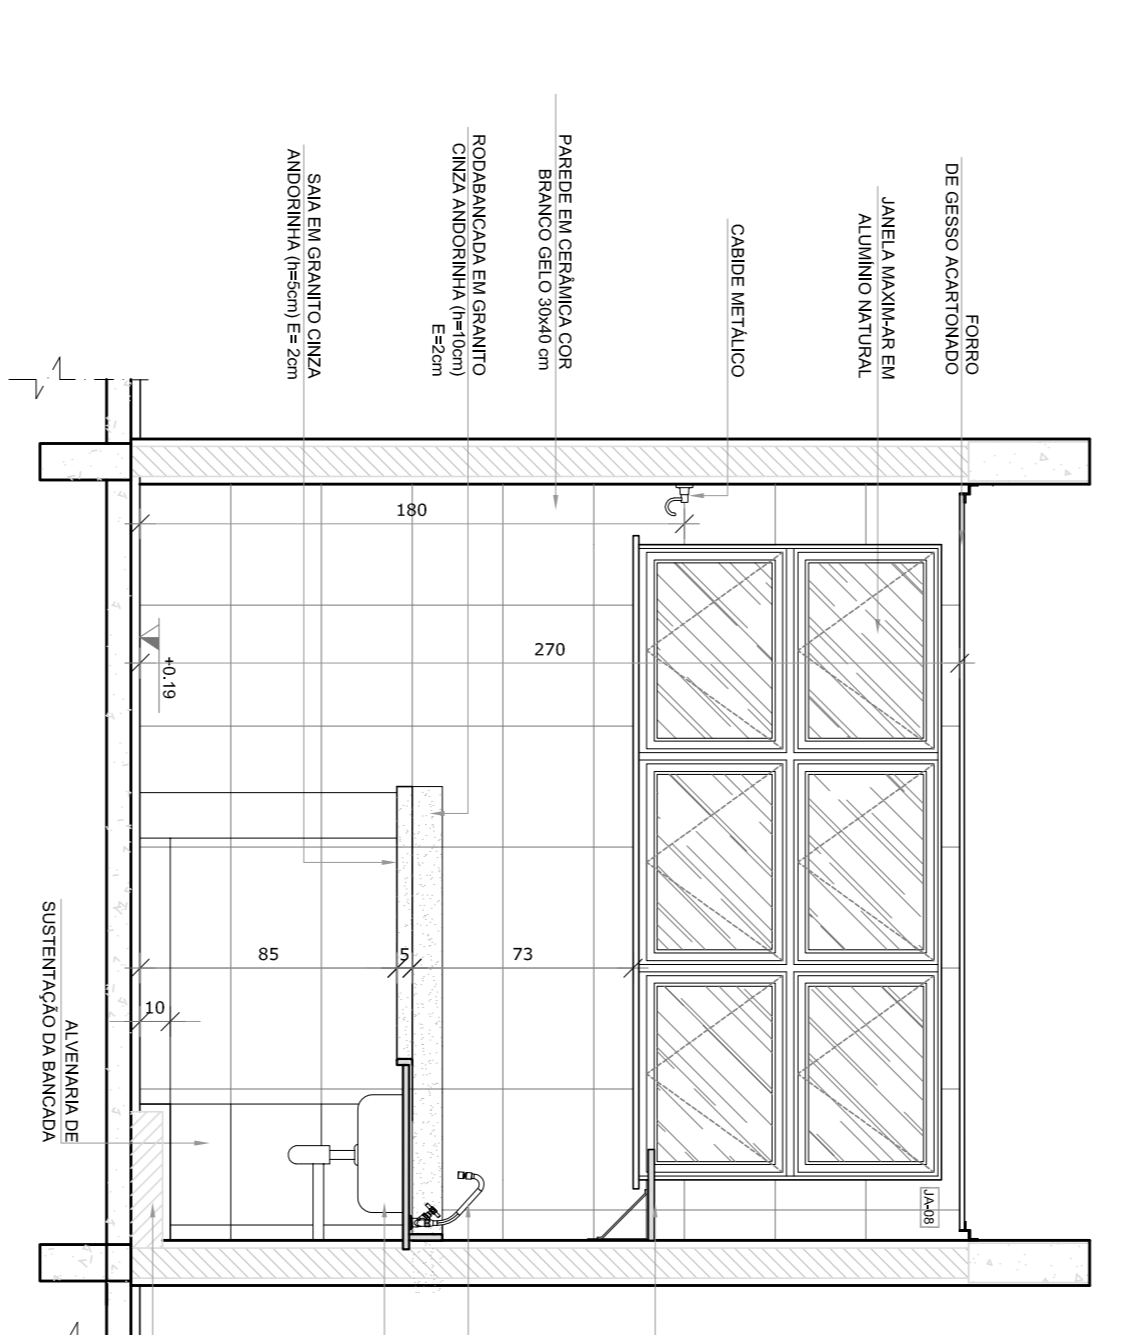 FORRO
DE GESSO ACARTONADO
JANELA MAXIM-AR EM
ALUMÍNIO NATURAL
CABIDE METÁLICO
PAREDE EM CERÂMICA COR
BRANCO GELO 30x40 cm
RODABANCADA EM GRANITO
CINZA ANDORINHA (h=10cm)
E=2cm
SAIA EM GRANITO CINZA
ANDORINHA (h=5cm) E= 2cm
180
270
+0.19
85
5
73
10
ALVENARIA DE
SUSTENTAÇÃO DA BANCADA
JA-08